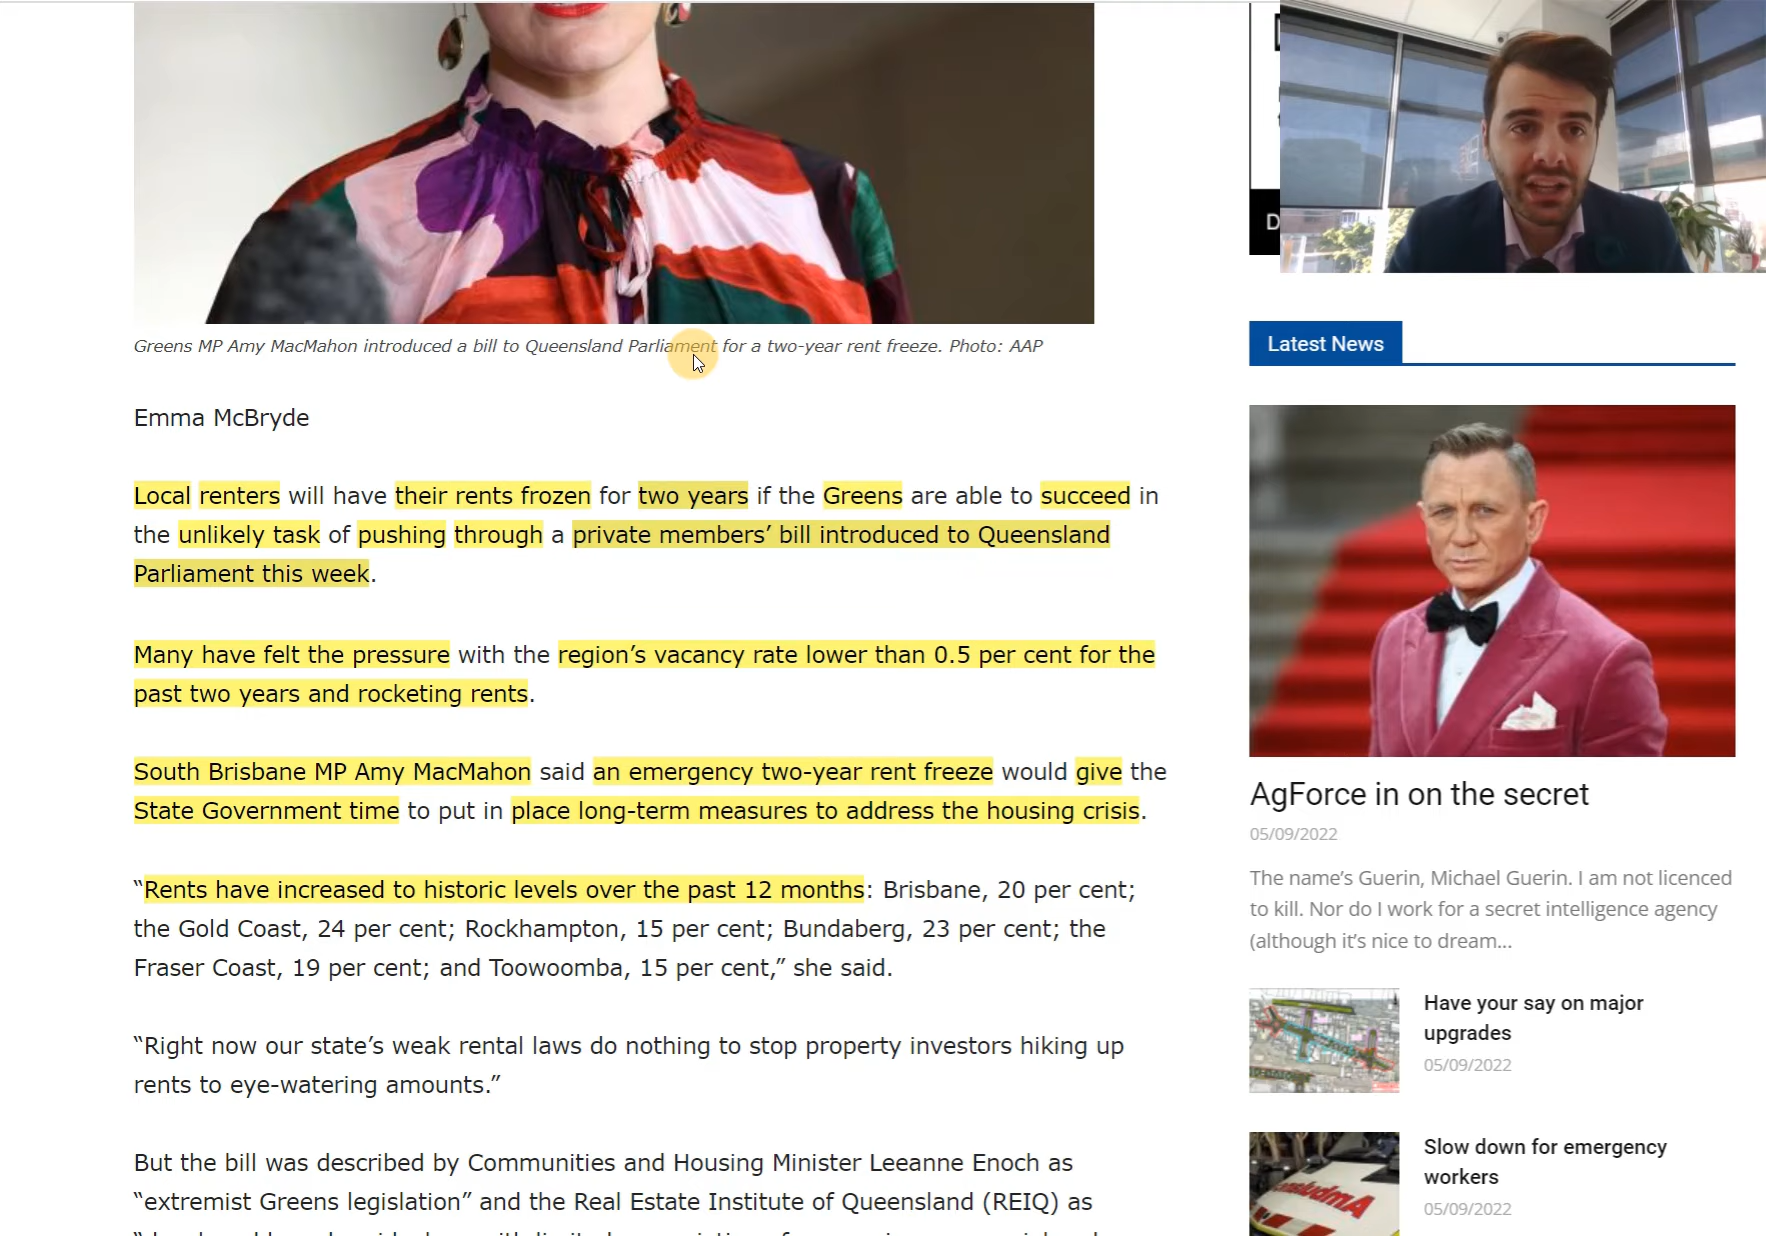 Greens MP Amy MacMahon introduced a bill to Queensland Parliament for a two-year rent freeze. Photo: AAP
Emma McBryde
Local renters will have their rents frozen for two years if the Greens are able to succeed in
the unlikely task of pushing through a private members’ bill introduced to Queensland
Parliament this week.
Many have felt the pressure with the region’s vacancy rate lower than 0.5 per cent for the
past two years and rocketing rents.
South Brisbane MP Amy MacMahon said an emergency two-year rent freeze would give the
State Government time to put in place long-term measures to address the housing crisis.
“Rents have increased to historic levels over the past 12 months: Brisbane, 20 per cent;
the Gold Coast, 24 per cent; Rockhampton, 15 per cent; Bundaberg, 23 per cent; the
Fraser Coast, 19 per cent; and Toowoomba, 15 per cent,” she said.
“Right now our state’s weak rental laws do nothing to stop property investors hiking up
rents to eye-watering amounts.”
But the bill was described by Communities and Housing Minister Leeanne Enoch as
“extremist Greens legislation” and the Real Estate Institute of Queensland (REIQ) as
D
Latest News
AgForce in on the secret
05/09/2022
The name’s Guerin, Michael Guerin. I am not licenced
to kill. Nor do I work for a secret intelligence agency
(although it’s nice to dream...
Have your say on major
upgrades
05/09/2022
Slow down for emergency
workers
05/09/2022
Ambula